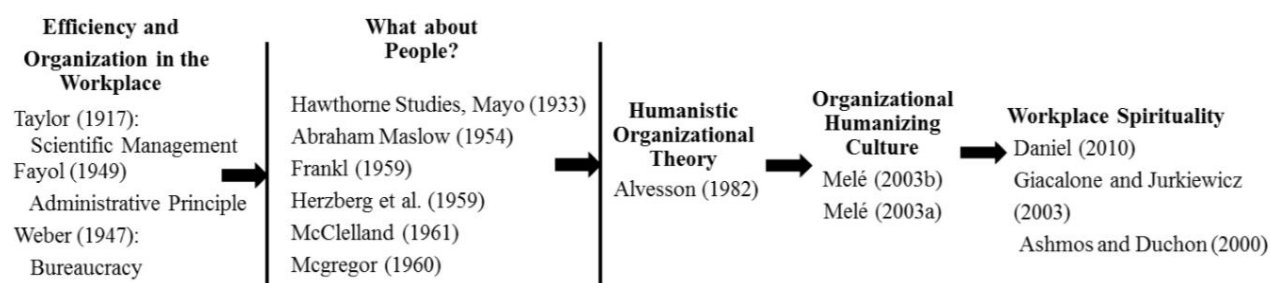 Efficiency and
Organization in the
Workplace
Taylor (1917):
Scientific Management
Fayol (1949)
Administrative Principle
Weber (1947):
Bureaucracy
What about
People?
Hawthorne Studies, Mayo (1933)
Abraham Maslow (1954)
Frankl (1959)
Herzberg et al. (1959)
McClelland (1961)
Mcgregor (1960)
Humanistic
Organizational
Theory
Alvesson (1982)
Organizational
Humanizing
Culture
Melé (2003b)
Melé (2003a)
Workplace Spirituality
Daniel (2010)
Giacalone and Jurkiewicz
(2003)
Ashmos and Duchon (2000)